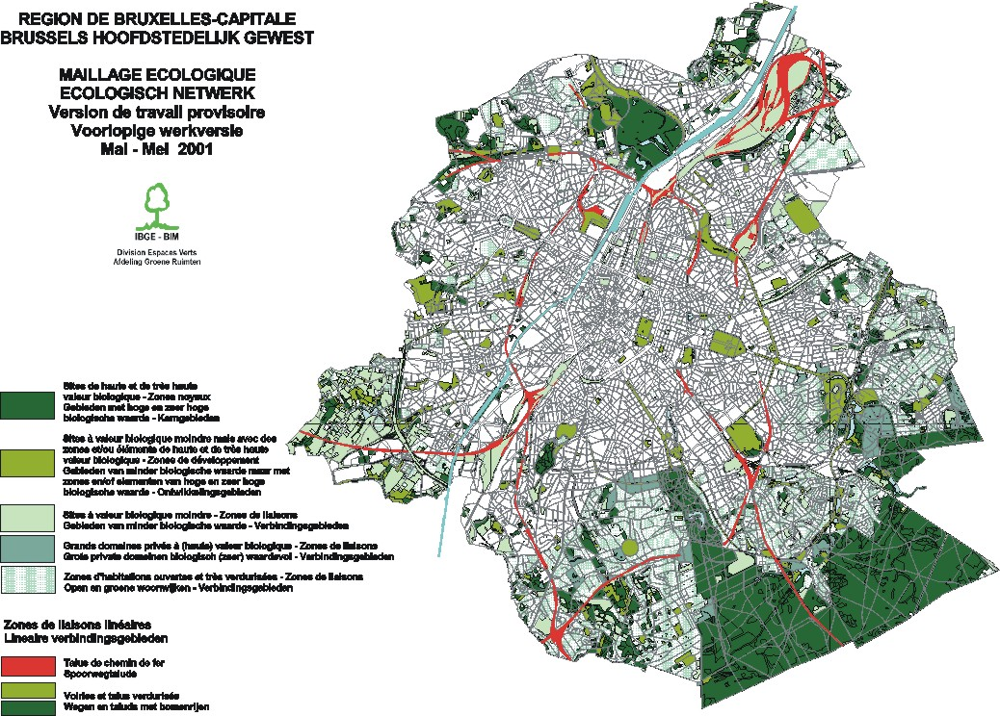 REGION DE BRUXELLES-CAPITALE
BRUSSELS HOOFDSTEDELIJK GEWEST
MAILLAGE ECOLOGIQUE
ECOLOGISCH NETWERK
Version de travail provisoire
Voorlopige werkversie
Mai - Mei 2001
IBGE - BIM
Division Espaces Verts
Afdeling Groene Ruimten
Sites de haute et de très haute
valeur biologique - Zones noyaux
Gebieden met hoge en zeer hoge
biologische waarde - Kerngebieden
Sites à valeur biologique moindre mais avec des
zones et/ou éléments de haute et de très haute
valeur biologique - Zones de développement
Gebieden van minder biologische waarde maar met
zones en/of elementen van hoge en zeer hoge
biologische waarde - Ontwikkelingsgebieden
Sites à valeur biologique moindre - Zones de liaisons
Gebieden van minder biologische waarde - Verbindingsgebieden
Grands domaines privés à (haute) valeur biologique - Zones de liaisons
Grote private domeinen biologisch (zeer) waardevol - Verbindingsgebieden
Zones d'habitations ouvertes et très verdurisées - Zones de liaisons
Open en groene woonwijken - Verbindingsgebieden
Zones de liaisons linéaires
Lineaire verbindingsgebieden
Talus de chemin de fer
Spoorwegtaluds
Voiries et talus verdurisés
Wegen en taluds met bomenrijen